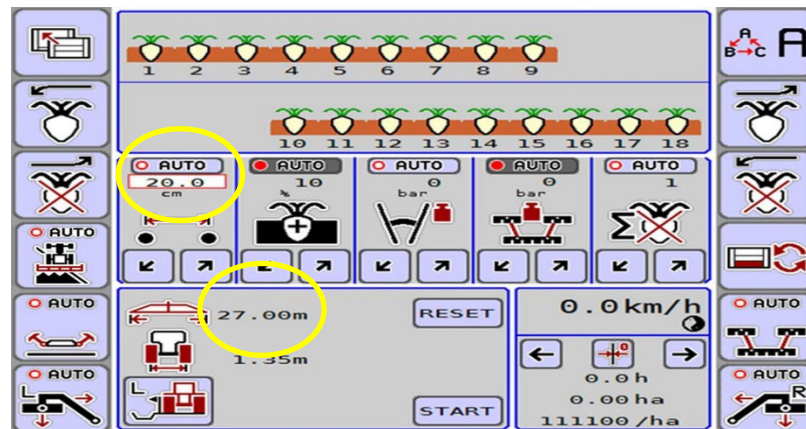 A
B→C
A
1 2 3 4 5 6 7 8 9
10 11 12 13 14 15 16 17 18
AUTO
20.0
cm
AUTO
10
%
AUTO
0
bar
AUTO
0
bar
AUTO
1
Σ
AUTO
AUTO
AUTO
L
27.00m
1.35m
RESET
START
0.0km/h
0
0.0h
0.00ha
111100/ha
AUTO
AUTO
R